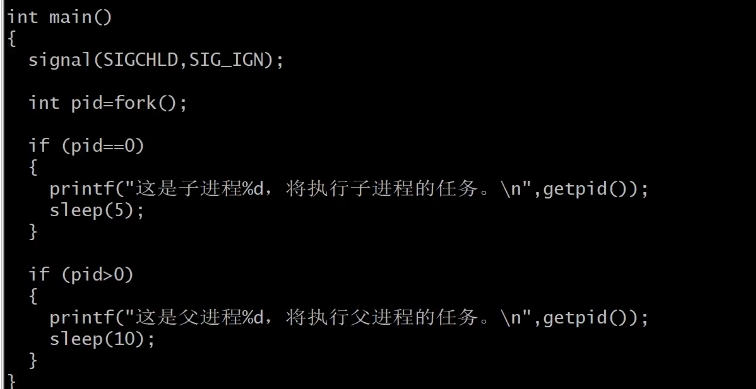 int main()
{
  signal(SIGCHLD,SIG_IGN);

  int pid=fork();

  if (pid==0)
  {
    printf("这是子进程%d，将执行子进程的任务。\n",getpid());
    sleep(5);
  }

  if (pid>0)
  {
    printf("这是父进程%d，将执行父进程的任务。\n",getpid());
    sleep(10);
  }
}